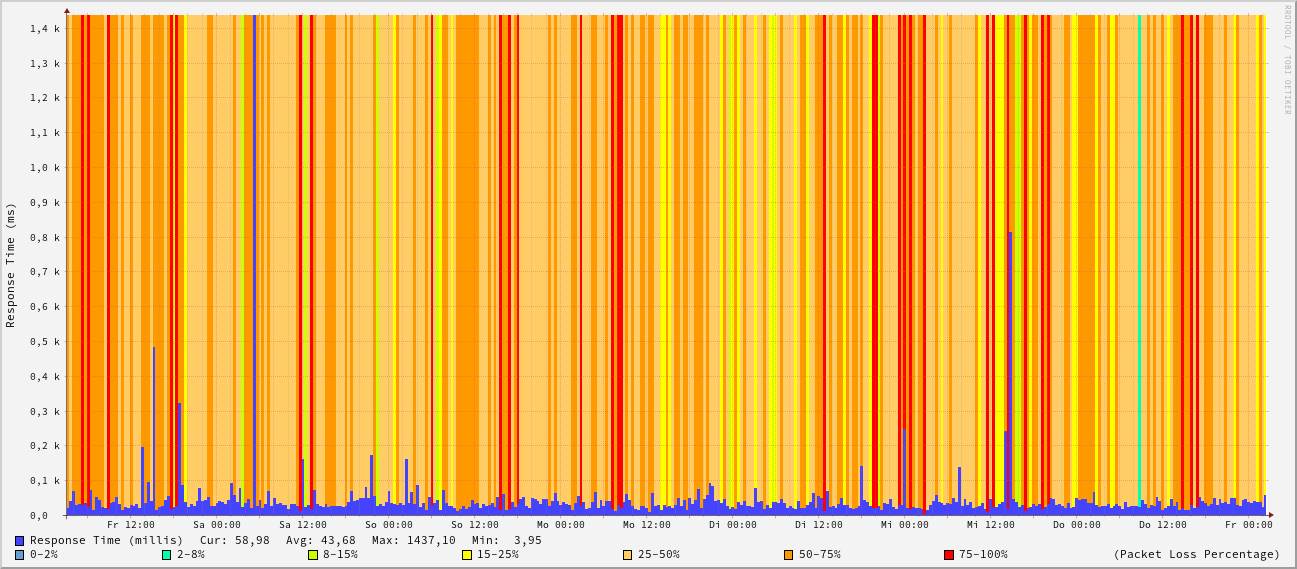 RRDTOOL / TOBI OETIKER
Response Time (ms)
1,4 k
1,3 k
1,2 k
1,1 k
1,0 k
0,9 k
0,8 k
0,7 k
0,6 k
0,5 k
0,4 k
0,3 k
0,2 k
0,1 k
0,0
Fr 12:00 Sa 00:00 Sa 12:00 So 00:00 So 12:00 Mo 00:00 Mo 12:00 Di 00:00 Di 12:00 Mi 00:00 Mi 12:00 Do 00:00 Do 12:00 Fr 00:00
Response Time (millis) Cur: 58,98 Avg: 43,68 Max: 1437,10 Min: 3,95
0-2% 2-8% 8-15% 15-25% 25-50% 50-75% 75-100% (Packet Loss Percentage)